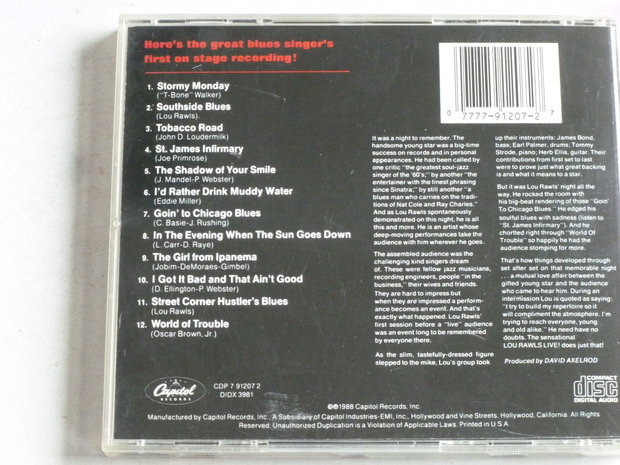 Here's the great blues singer's
first on stage recording!
1. Stormy Monday
("T-Bone" Walker)
2. Southside Blues
(Lou Rawls)
3. Tobacco Road
(John D. Loudermilk)
4. St. James Infirmary
(Joe Primrose)
5. The Shadow of Your Smile
(J. Mandel-P. Webster)
6. I'd Rather Drink Muddy Water
(Eddie Miller)
7. Goin' to Chicago Blues
(C. Basie-J. Rushing)
8. In The Evening When The Sun Goes Down
(L. Carr-D. Raye)
9. The Girl from Ipanema
(Jobim-DeMoraes-Gimbel)
10. I Got It Bad and That Ain't Good
(D. Ellington-P. Webster)
11. Street Corner Hustler's Blues
(Lou Rawls)
12. World of Trouble
(Oscar Brown, Jr.)
0 7777-91207-2 7
It was a night to remember. The
handsome young star was a big-time
success on records and in personal
appearances. He had been called by
one critic "the greatest soul-jazz
singer of the '60's;" by another "the
entertainer with the finest phrasing
since Sinatra;" by still another "a
blues man who carries on the tradi-
tions of Nat Cole and Ray Charles."
And as Lou Rawls spontaneously
demonstrated on this night, he is all
this and more. He is an artist whose
deep-moving performances take the
audience with him wherever he goes.
The assembled audience was the
challenging kind singers dream
of. These were fellow jazz musicians,
recording engineers, people "in the
business," their wives and friends.
They are hard to impress but
when they are impressed a perform-
ance becomes an event. And that's
exactly what happened. Lou Rawls'
first session before a "live" audience
was an event long to be remembered
by everyone there.
As the slim, tastefully-dressed figure
stepped to the mike, Lou's group took
up their instruments: James Bond,
bass; Earl Palmer, drums; Tommy
Strode, piano; Herb Ellis, guitar. Their
contributions from first set to last
were to prove just what great backing
is and what it means to a star.
But it was Lou Rawls' night all the
way. He rocked the room with
his big-beat rendering of those "Goin'
To Chicago Blues." He edged his
soulful blues with sadness (listen to
"St. James Infirmary"). And he
chortled right through "World Of
Trouble" so happily he had the
audience stomping for more.
That's how things developed through
set after set on that memorable night
... a mutual love affair between the
gifted young star and the audience
who came to hear him. During an
intermission Lou is quoted as saying:
"I try to build my repertoire so it
will compliment the atmosphere. I'm
trying to reach everyone, young
and old alike." He need have no
doubts. The sensational
LOU RAWLS LIVE! does just that!
Produced by DAVID AXELROD
Capitol
RECORDS
CDP 7 91207 2
DIDX 3981
COMPACT
disc
DIGITAL AUDIO
℗©1988 Capitol Records, Inc.
Manufactured by Capitol Records, Inc., A Subsidiary of Capitol Industries-EMI, Inc., Hollywood and Vine Streets, Hollywood, California. All Rights
Reserved. Unauthorized Duplication is a Violation of Applicable Laws. Printed in U.S.A.